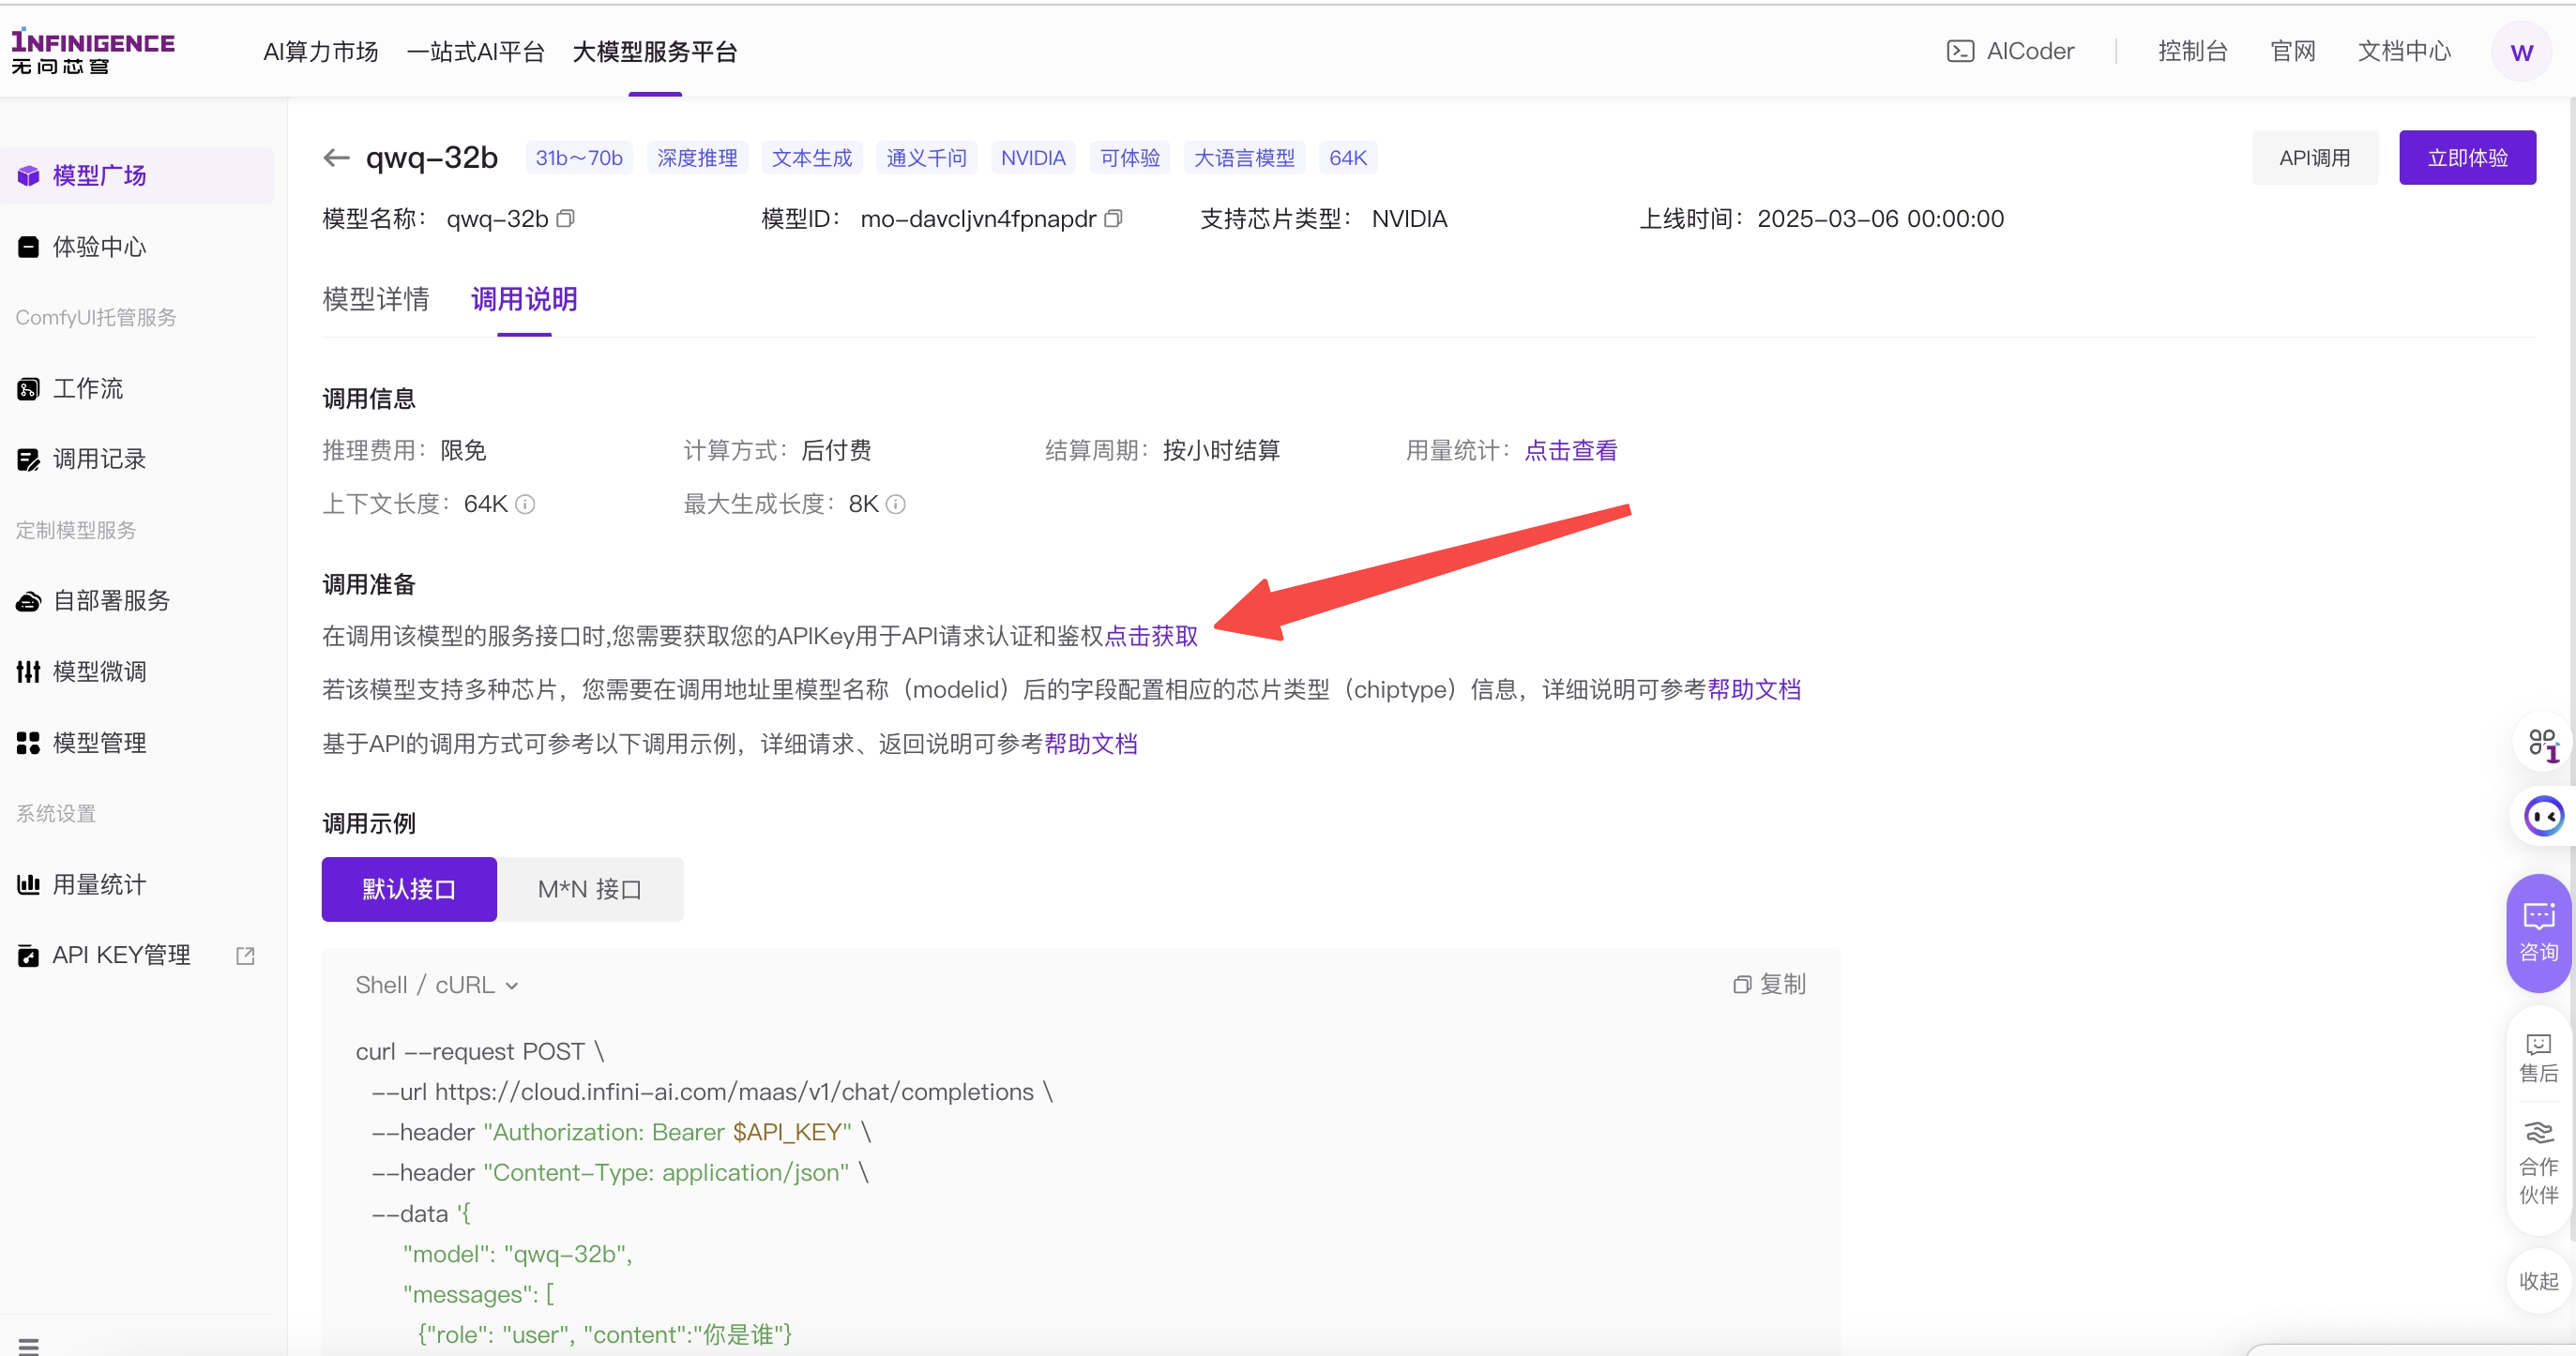 INFINIGENCE
无问芯穹
AI算力市场 一站式AI平台 大模型服务平台
AICoder 控制台 官网 文档中心 W
模型广场
体验中心
ComfyUI托管服务
工作流
调用记录
定制模型服务
自部署服务
模型微调
模型管理
系统设置
用量统计
API KEY管理
qwq-32b 31b～70b 深度推理 文本生成 通义千问 NVIDIA 可体验 大语言模型 64K
API调用 立即体验
模型名称： qwq-32b 模型ID： mo-davcljvn4fpnapdr 支持芯片类型： NVIDIA 上线时间：2025-03-06 00:00:00
模型详情 调用说明
调用信息
推理费用：限免 计算方式：后付费 结算周期：按小时结算 用量统计：点击查看
上下文长度：64K 最大生成长度：8K
调用准备
在调用该模型的服务接口时,您需要获取您的APIKey用于API请求认证和鉴权点击获取
若该模型支持多种芯片，您需要在调用地址里模型名称（modelid）后的字段配置相应的芯片类型（chiptype）信息，详细说明可参考帮助文档
基于API的调用方式可参考以下调用示例，详细请求、返回说明可参考帮助文档
调用示例
默认接口 M*N 接口
Shell / cURL 复制
curl --request POST \
--url https://cloud.infini-ai.com/maas/v1/chat/completions \
--header "Authorization: Bearer $API_KEY" \
--header "Content-Type: application/json" \
--data '{
"model": "qwq-32b",
"messages": [
{"role": "user", "content":"你是谁"}
咨询
售后
合作
伙伴
收起